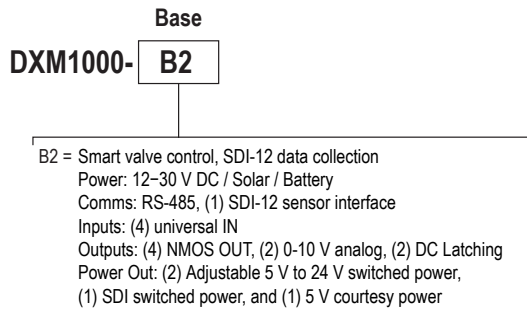 Base
DXM1000- B2
B2 = Smart valve control, SDI-12 data collection
Power: 12−30 V DC / Solar / Battery
Comms: RS-485, (1) SDI-12 sensor interface
Inputs: (4) universal IN
Outputs: (4) NMOS OUT, (2) 0-10 V analog, (2) DC Latching
Power Out: (2) Adjustable 5 V to 24 V switched power,
(1) SDI switched power, and (1) 5 V courtesy power